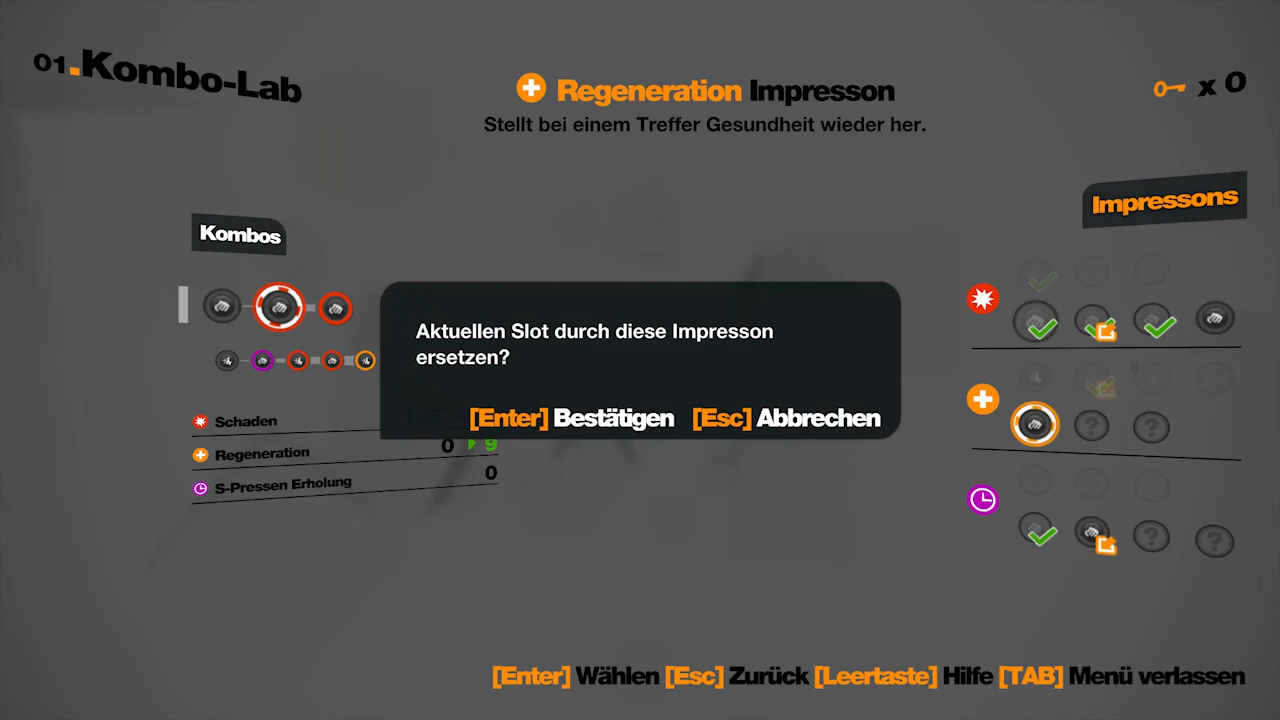 01.Kombo-Lab
Regeneration Impresson
Stellt bei einem Treffer Gesundheit wieder her.
x 0
Impressons
Kombos
Aktuellen Slot durch diese Impresson
ersetzen?
[Enter] Bestätigen [Esc] Abbrechen
Schaden
Regeneration 0 9
S-Pressen Erholung 0
? ?
? ?
[Enter] Wählen [Esc] Zurück [Leertaste] Hilfe [TAB] Menü verlassen